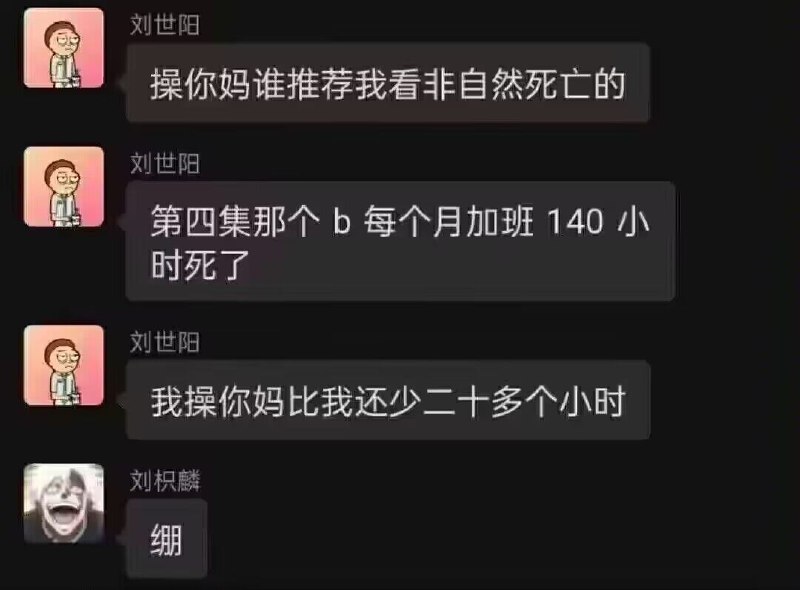 刘世阳
操你妈谁推荐我看非自然死亡的
刘世阳
第四集那个 b 每个月加班 140 小
时死了
刘世阳
我操你妈比我还少二十多个小时
刘枳麟
绷